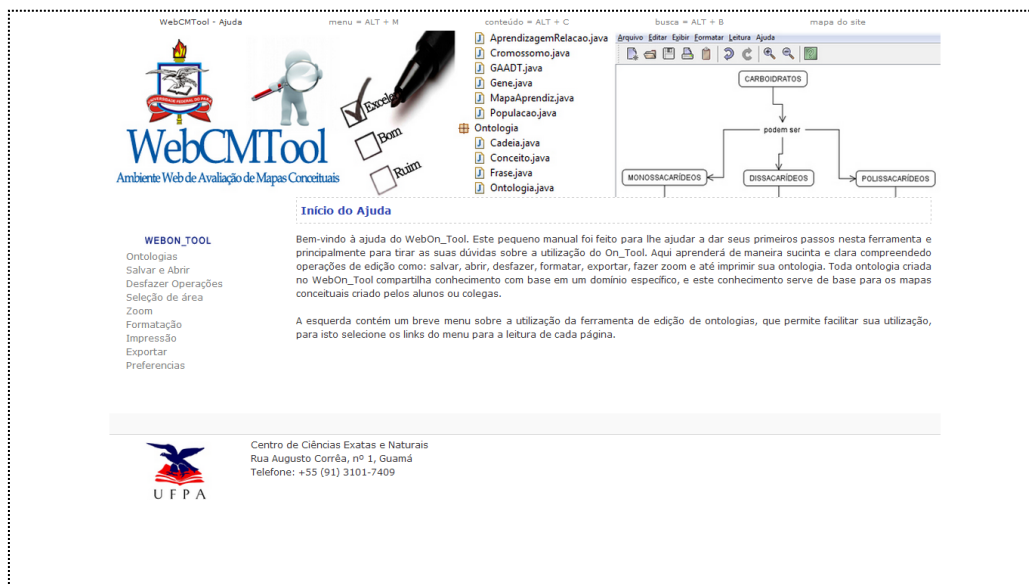 WebCMTool - Ajuda
menu = ALT + M
conteúdo = ALT + C
busca = ALT + B
mapa do site
UNIVERSIDADE FEDERAL DO PARÁ
WebCMTool
Ambiente Web de Avaliação de Mapas Conceituais
Excelente
Bom
Ruim
AprendizagemRelacao.java
Cromossomo.java
GAADT.java
Gene.java
MapaAprendiz.java
Populacao.java
Ontologia
Cadeia.java
Conceito.java
Frase.java
Ontologia.java
Arquivo Editar Exibir Formatar Leitura Ajuda
CARBOIDRATOS
podem ser
MONOSSACARÍDEOS
DISSACARÍDEOS
POLISSACARÍDEOS
Início do Ajuda
WEBON_TOOL
Ontologias
Salvar e Abrir
Desfazer Operações
Seleção de área
Zoom
Formatação
Impressão
Exportar
Preferencias
Bem-vindo à ajuda do WebOn_Tool. Este pequeno manual foi feito para lhe ajudar a dar seus primeiros passos nesta ferramenta e
principalmente para tirar as suas dúvidas sobre a utilização do On_Tool. Aqui aprenderá de maneira sucinta e clara compreendedo
operações de edição como: salvar, abrir, desfazer, formatar, exportar, fazer zoom e até imprimir sua ontologia. Toda ontologia criada
no WebOn_Tool compartilha conhecimento com base em um domínio específico, e este conhecimento serve de base para os mapas
conceituais criado pelos alunos ou colegas.
A esquerda contém um breve menu sobre a utilização da ferramenta de edição de ontologias, que permite facilitar sua utilização,
para isto selecione os links do menu para a leitura de cada página.
UFPA
Centro de Ciências Exatas e Naturais
Rua Augusto Corrêa, nº 1, Guamá
Telefone: +55 (91) 3101-7409